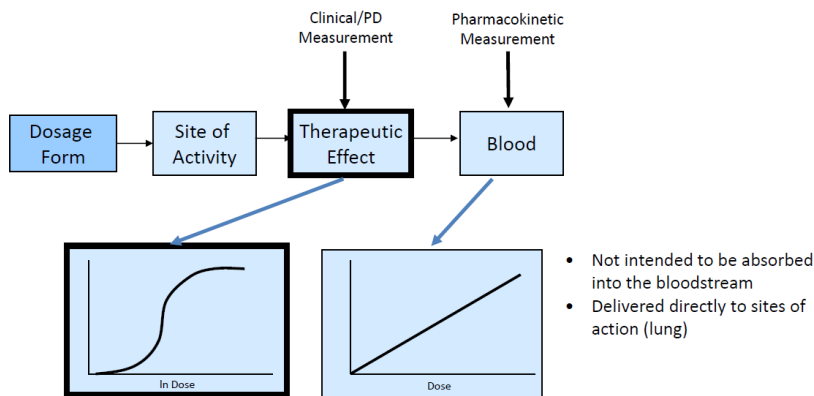 Clinical/PD
Measurement
Pharmacokinetic
Measurement
Dosage
Form
Site of
Activity
Therapeutic
Effect
Blood
In Dose
Dose
• Not intended to be absorbed
into the bloodstream
• Delivered directly to sites of
action (lung)